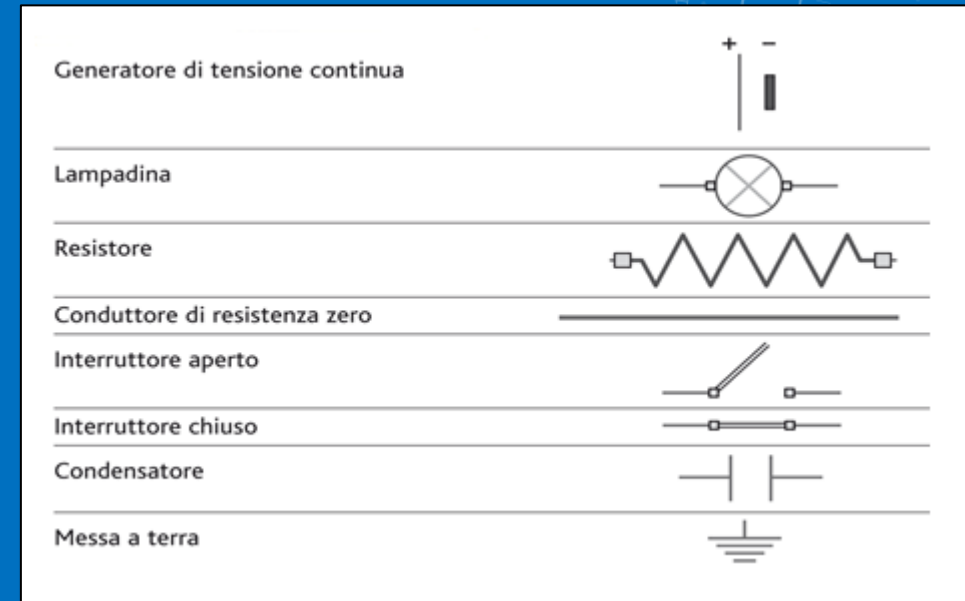 + −
Generatore di tensione continua
Lampadina
Resistore
Conduttore di resistenza zero
Interruttore aperto
Interruttore chiuso
Condensatore
Messa a terra